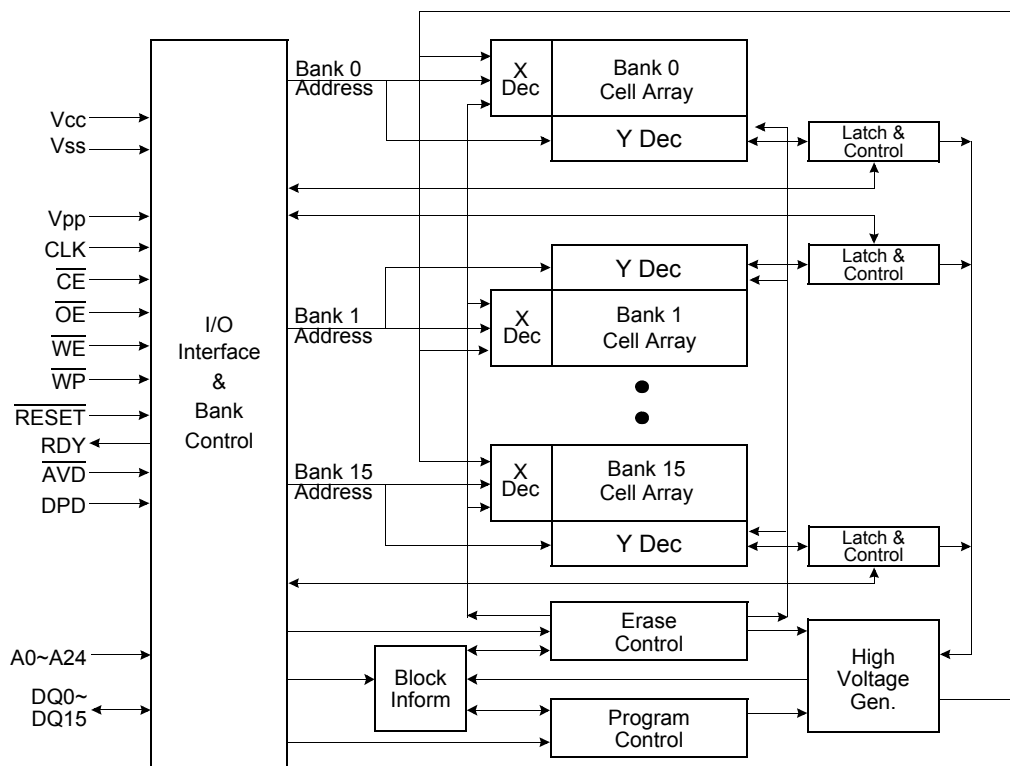 Vcc
Vss
Vpp
CLK
CE
OE
WE
WP
RESET
RDY
AVD
DPD
A0~A24
DQ0~
DQ15
I/O
Interface
&
Bank
Control
Bank 0
Address
X
Dec
Bank 0
Cell Array
Y Dec
Latch &
Control
Y Dec
Latch &
Control
Bank 1
Address
X
Dec
Bank 1
Cell Array
Bank 15
Address
X
Dec
Bank 15
Cell Array
Y Dec
Latch &
Control
Erase
Control
Block
Inform
Program
Control
High
Voltage
Gen.